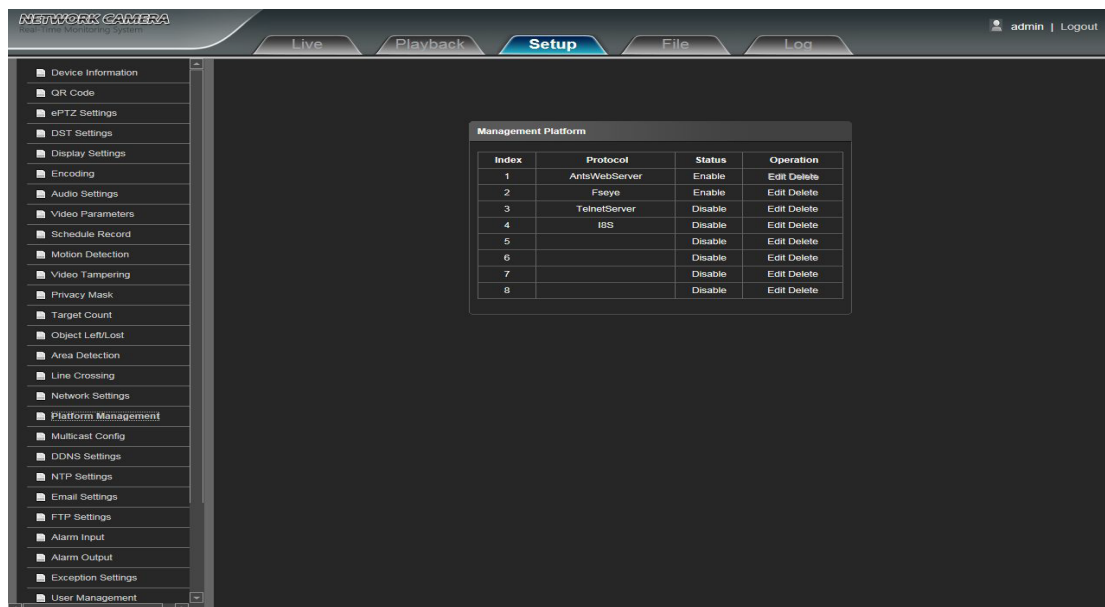 NETWORK CAMERA
Real-Time Monitoring System
admin | Logout
Live Playback Setup File Log
Device Information
QR Code
ePTZ Settings
DST Settings
Display Settings
Encoding
Audio Settings
Video Parameters
Schedule Record
Motion Detection
Video Tampering
Privacy Mask
Target Count
Object Left/Lost
Area Detection
Line Crossing
Network Settings
Platform Management
Multicast Config
DDNS Settings
NTP Settings
Email Settings
FTP Settings
Alarm Input
Alarm Output
Exception Settings
User Management
Management Platform
Index Protocol Status Operation
1 AntsWebServer Enable Edit Delete
2 Fseye Enable Edit Delete
3 TelnetServer Disable Edit Delete
4 I8S Disable Edit Delete
5 Disable Edit Delete
6 Disable Edit Delete
7 Disable Edit Delete
8 Disable Edit Delete